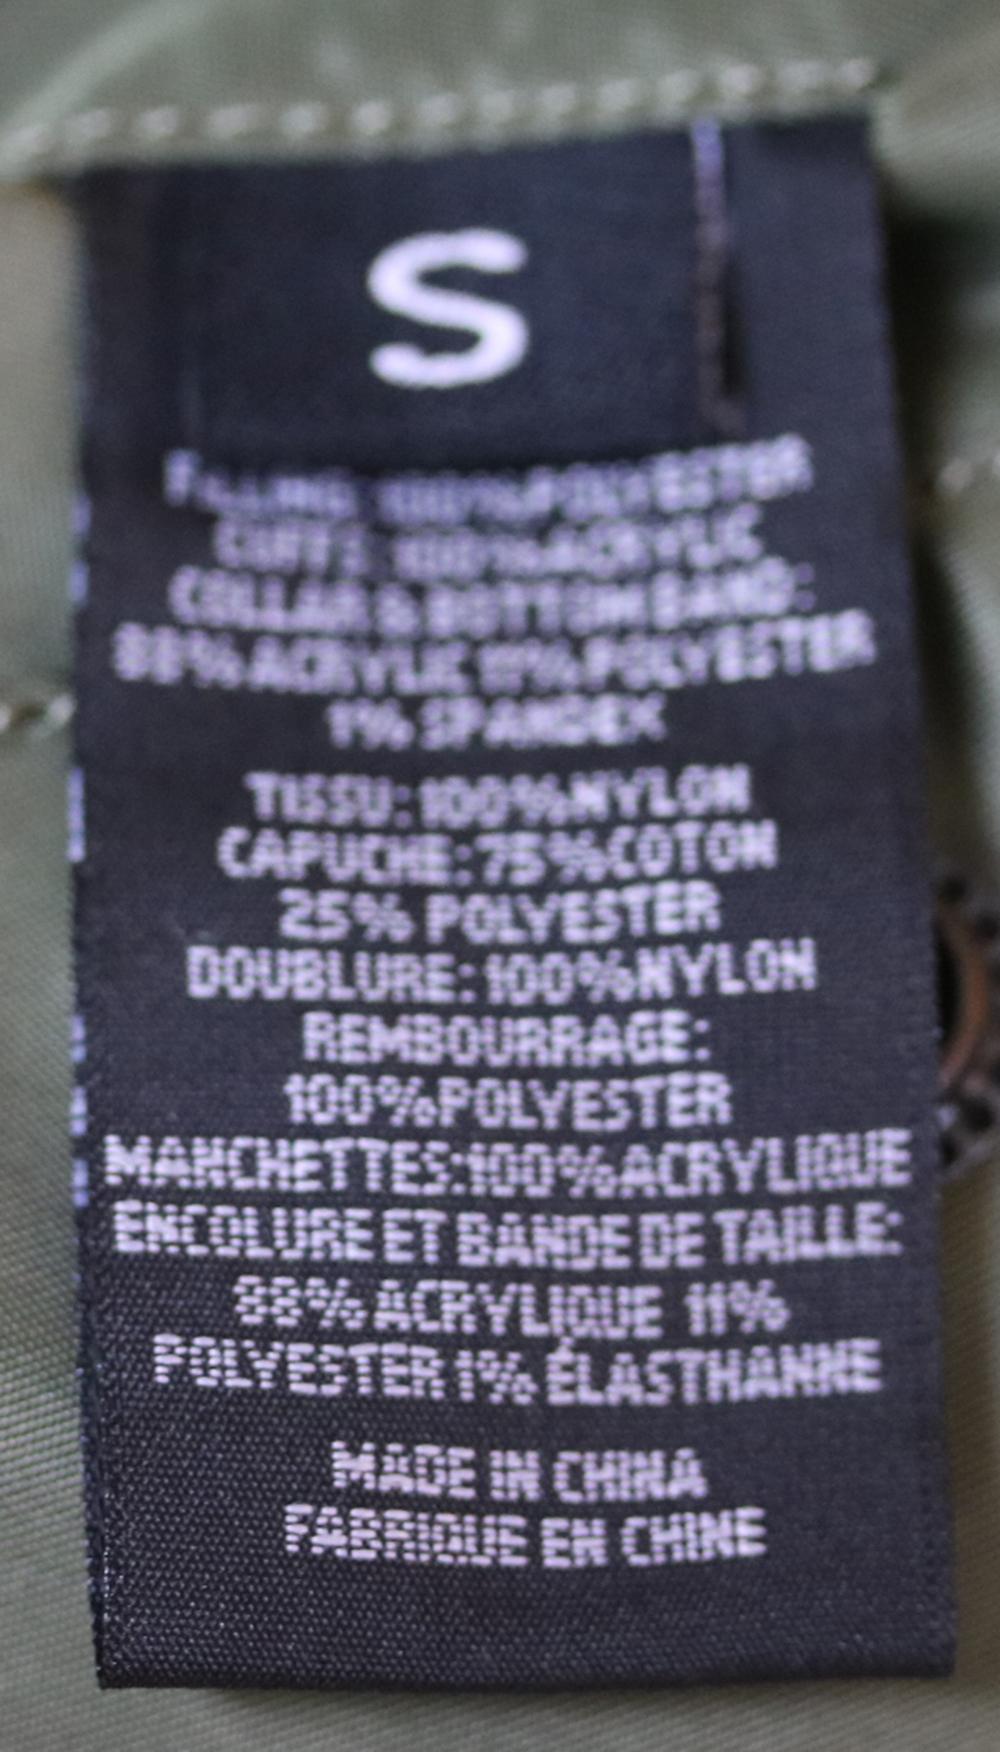 S
FILLING: 100%POLYESTER
CUFFS: 100%ACRYLIC
COLLAR & BOTTOM BAND:
88%ACRYLIC 11%POLYESTER
1% SPANDEX
TISSU: 100%NYLON
CAPUCHE: 75%COTON
25% POLYESTER
DOUBLURE: 100%NYLON
REMBOURRAGE:
100%POLYESTER
MANCHETTES:100%ACRYLIQUE
ENCOLURE ET BANDE DE TAILLE:
88%ACRYLIQUE 11%
POLYESTER 1% ÉLASTHANNE
MADE IN CHINA
FABRIQUE EN CHINE